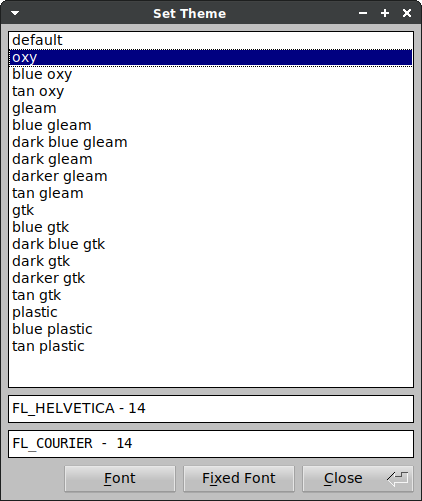 Set Theme
default
oxy
blue oxy
tan oxy
gleam
blue gleam
dark blue gleam
dark gleam
darker gleam
tan gleam
gtk
blue gtk
dark blue gtk
dark gtk
darker gtk
tan gtk
plastic
blue plastic
tan plastic
FL_HELVETICA - 14
FL_COURIER - 14
Font Fixed Font Close